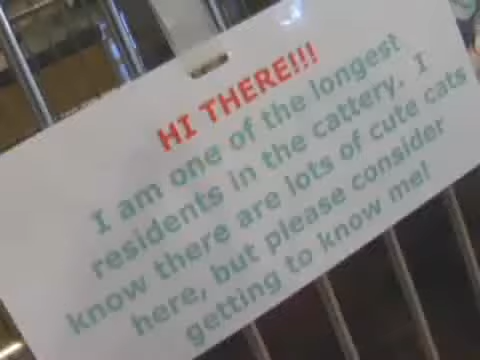 HI THERE!!!
I am one of the longest
residents in the cattery. I
know there are lots of cute cats
here, but please consider
getting to know me!